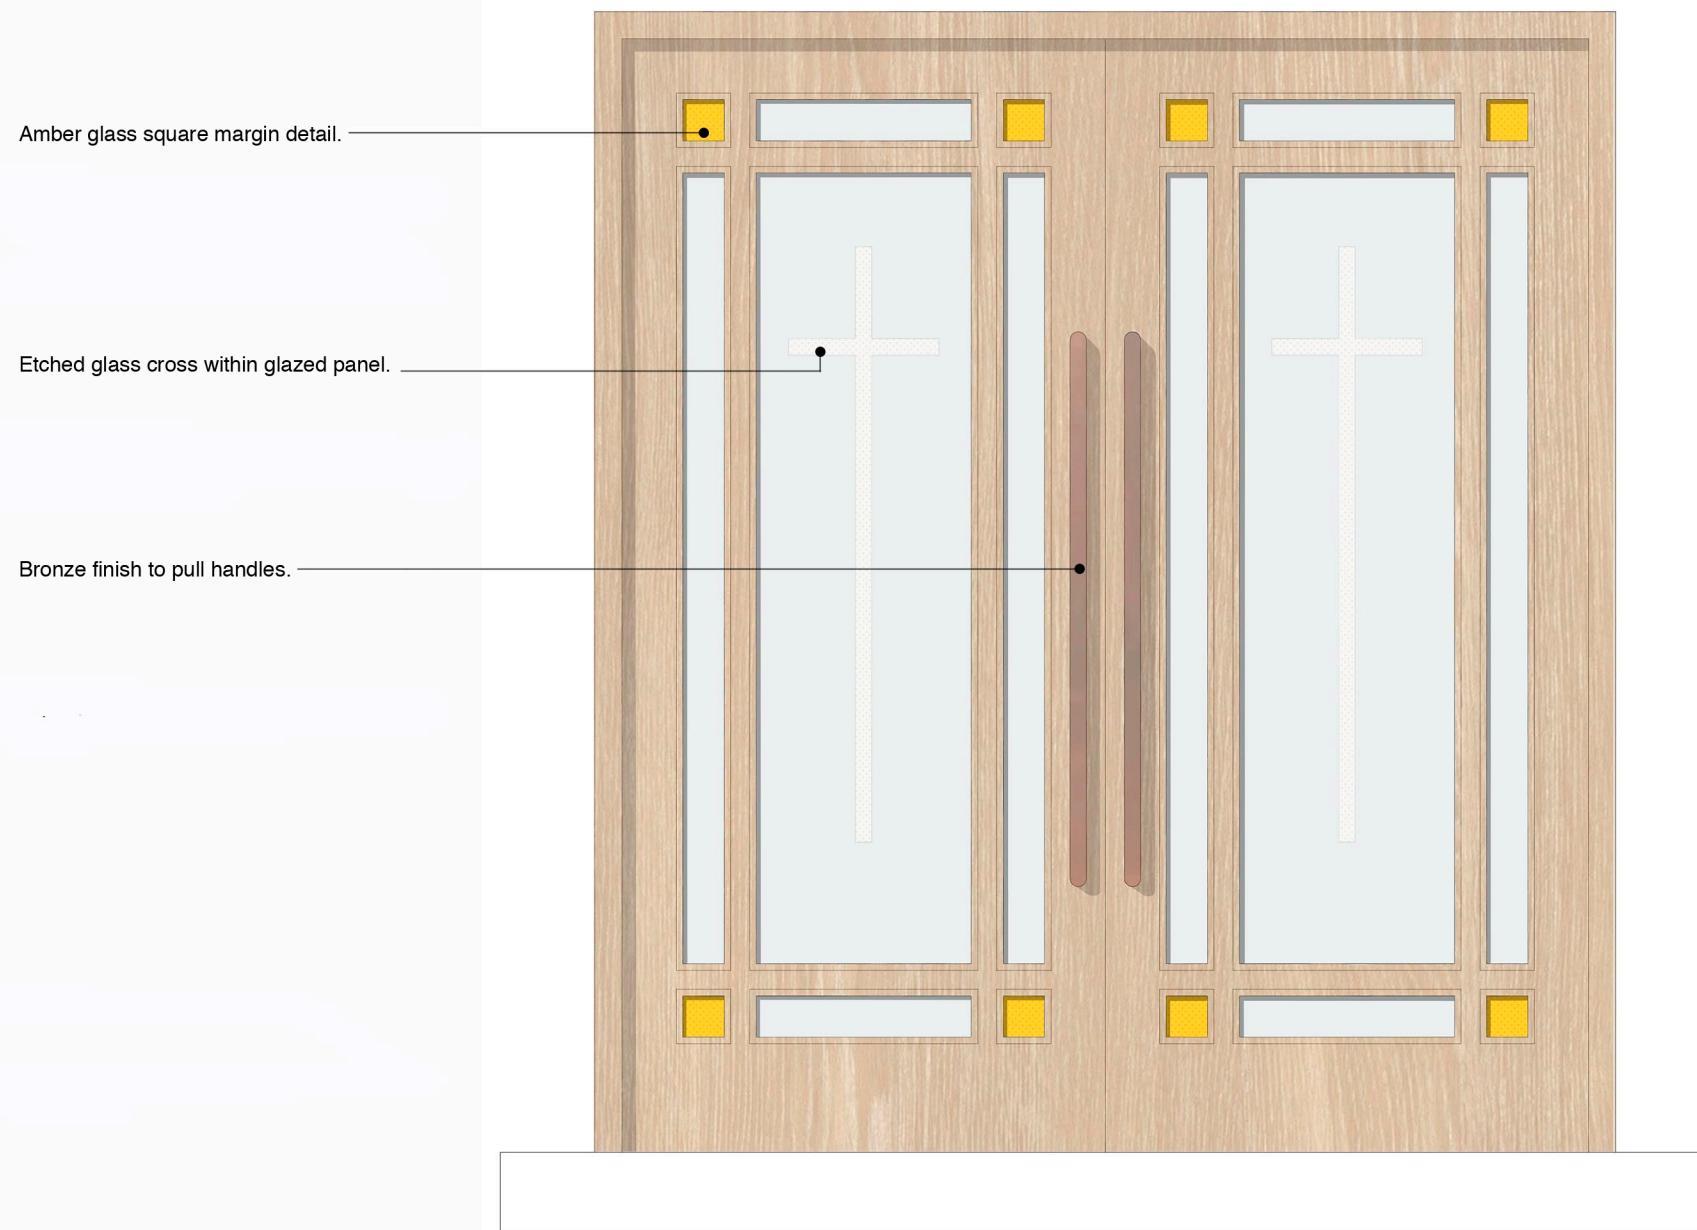 Amber glass square margin detail.
Etched glass cross within glazed panel.
Bronze finish to pull handles.